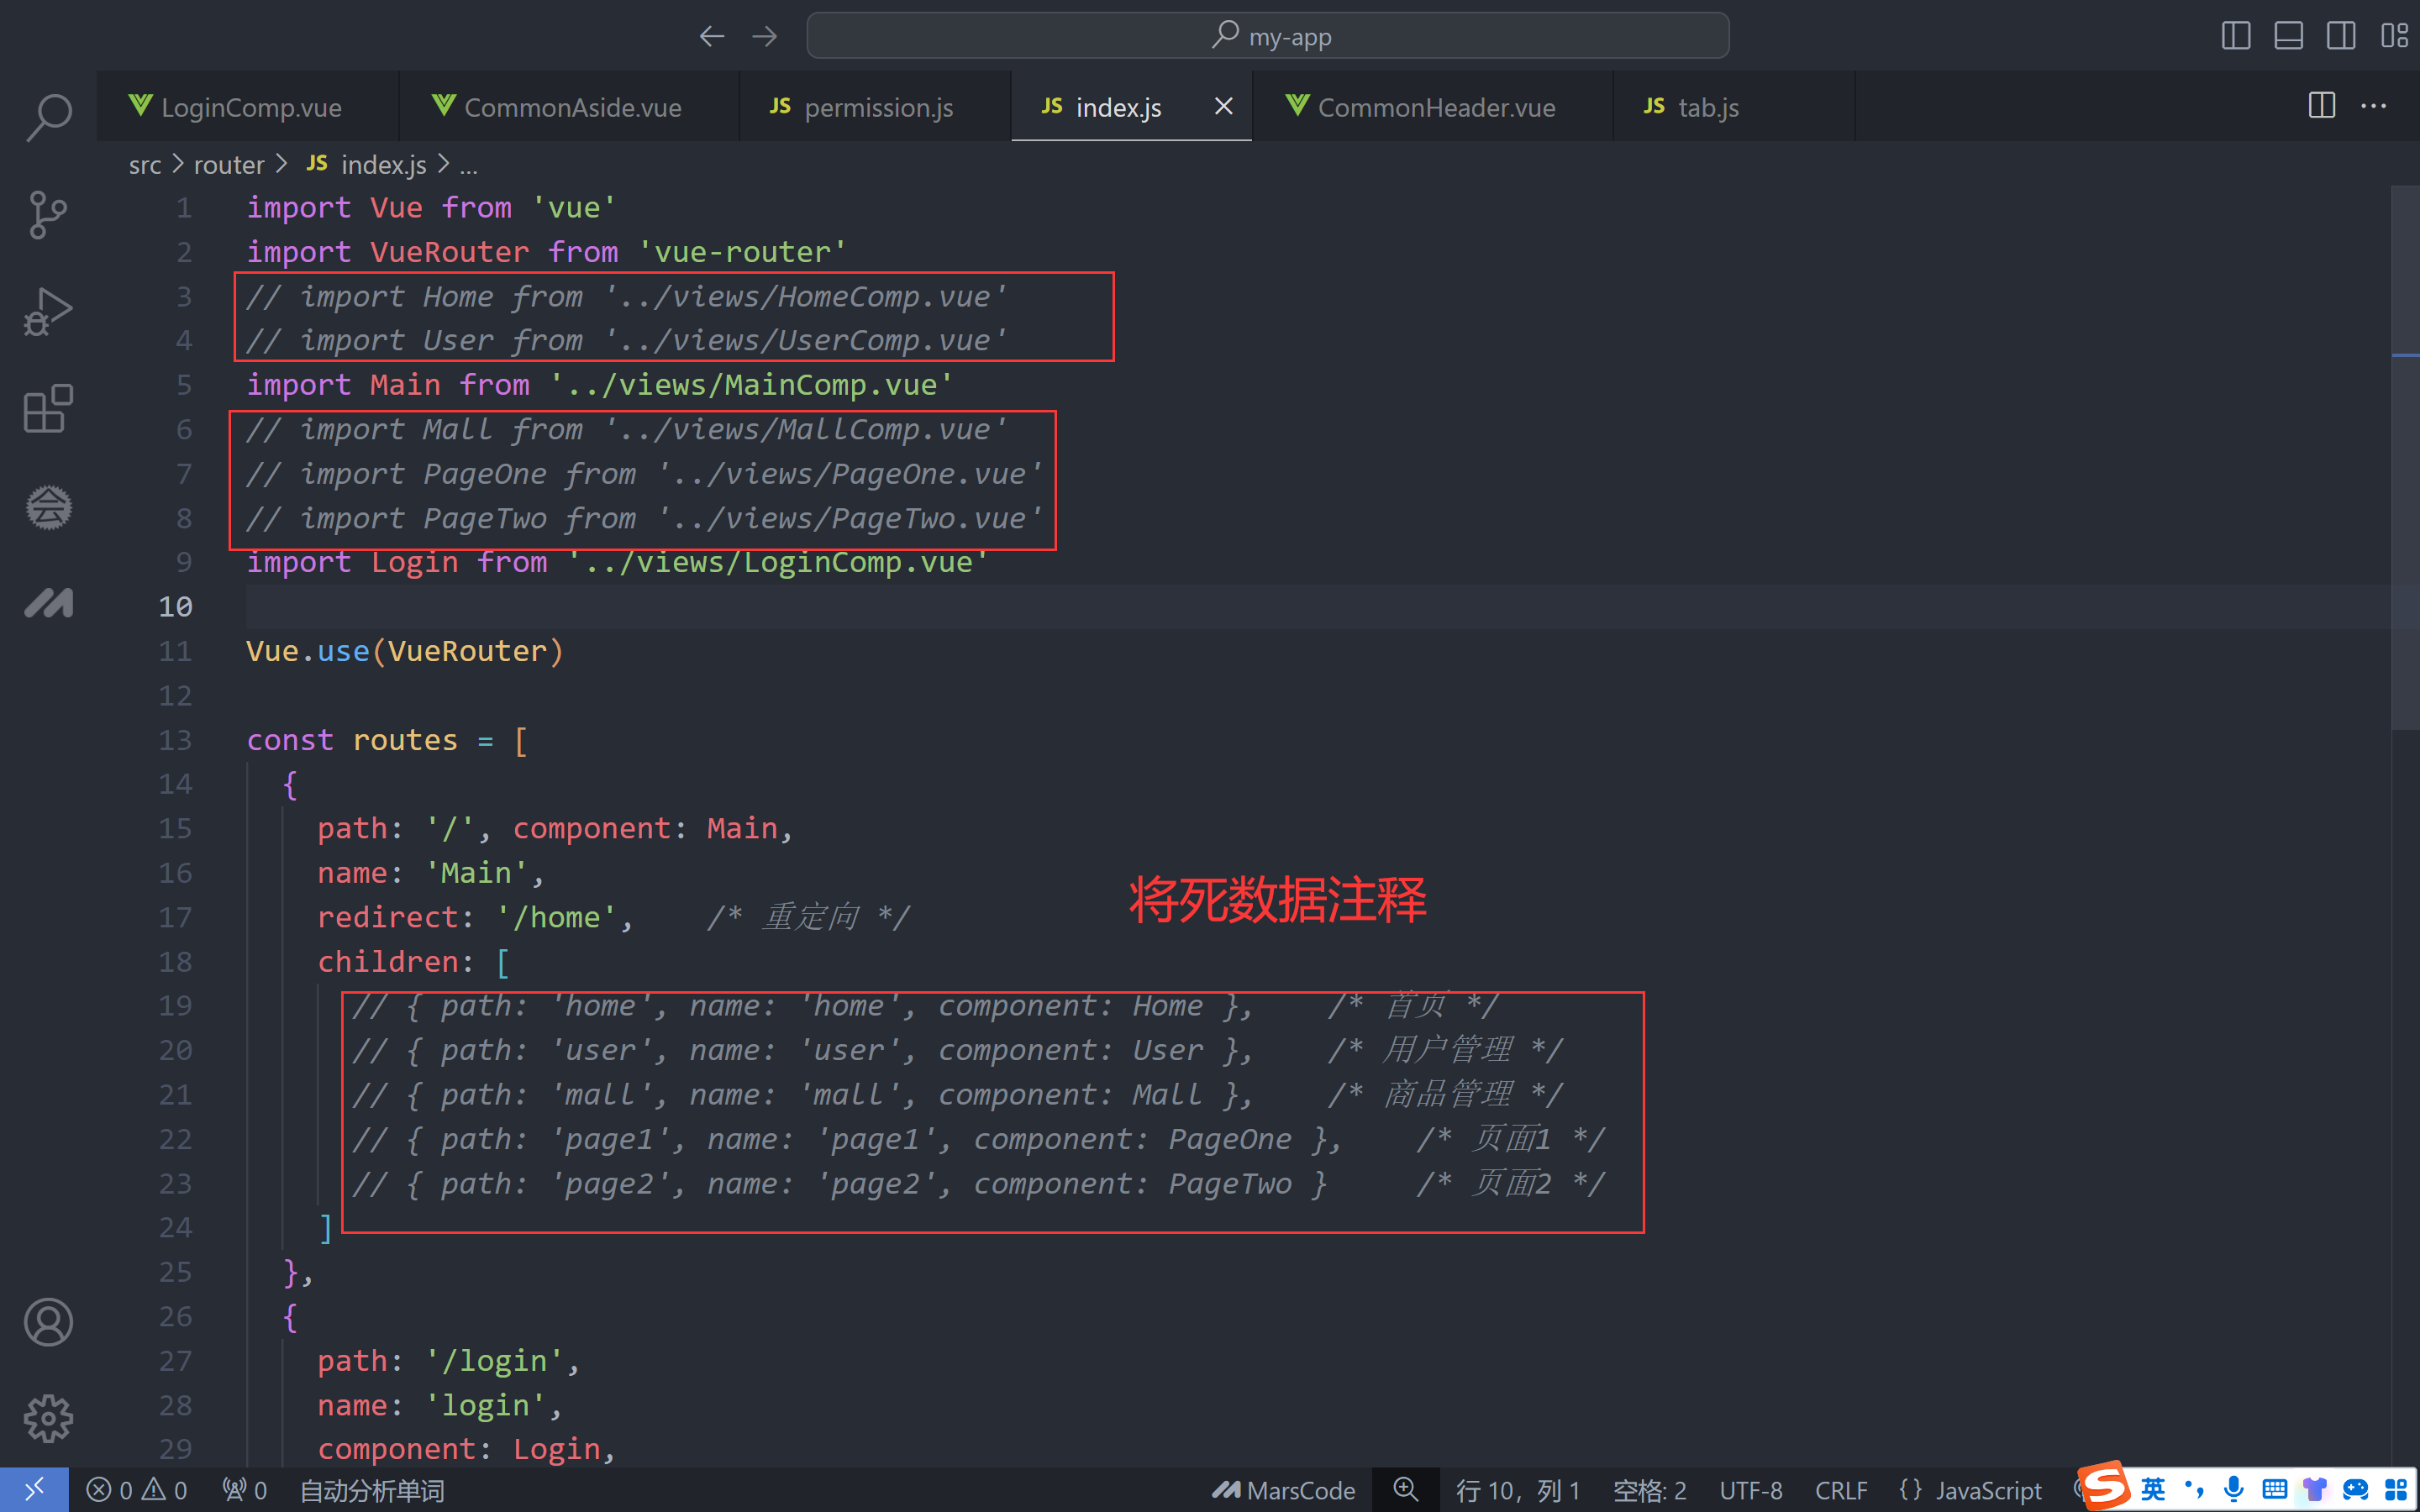 my-app
LoginComp.vue
CommonAside.vue
JS permission.js
JS index.js
CommonHeader.vue
JS tab.js
src > router > JS index.js > ...
1 import Vue from 'vue'
2 import VueRouter from 'vue-router'
3 // import Home from '../views/HomeComp.vue'
4 // import User from '../views/UserComp.vue'
5 import Main from '../views/MainComp.vue'
6 // import Mall from '../views/MallComp.vue'
7 // import PageOne from '../views/PageOne.vue'
8 // import PageTwo from '../views/PageTwo.vue'
9 import Login from '../views/LoginComp.vue'
10
11 Vue.use(VueRouter)
12
13 const routes = [
14 {
15 path: '/', component: Main,
16 name: 'Main',
将死数据注释
17 redirect: '/home', /* 重定向 */
18 children: [
19 // { path: 'home', name: 'home', component: Home }, /* 首页 */
20 // { path: 'user', name: 'user', component: User }, /* 用户管理 */
21 // { path: 'mall', name: 'mall', component: Mall }, /* 商品管理 */
22 // { path: 'page1', name: 'page1', component: PageOne }, /* 页面1 */
23 // { path: 'page2', name: 'page2', component: PageTwo } /* 页面2 */
24 ]
25 },
26 {
27 path: '/login',
28 name: 'login',
29 component: Login,
0 0 0 自动分析单词 MarsCode 行 10，列 1 空格: 2 UTF-8 CRLF {} JavaScript
S 英